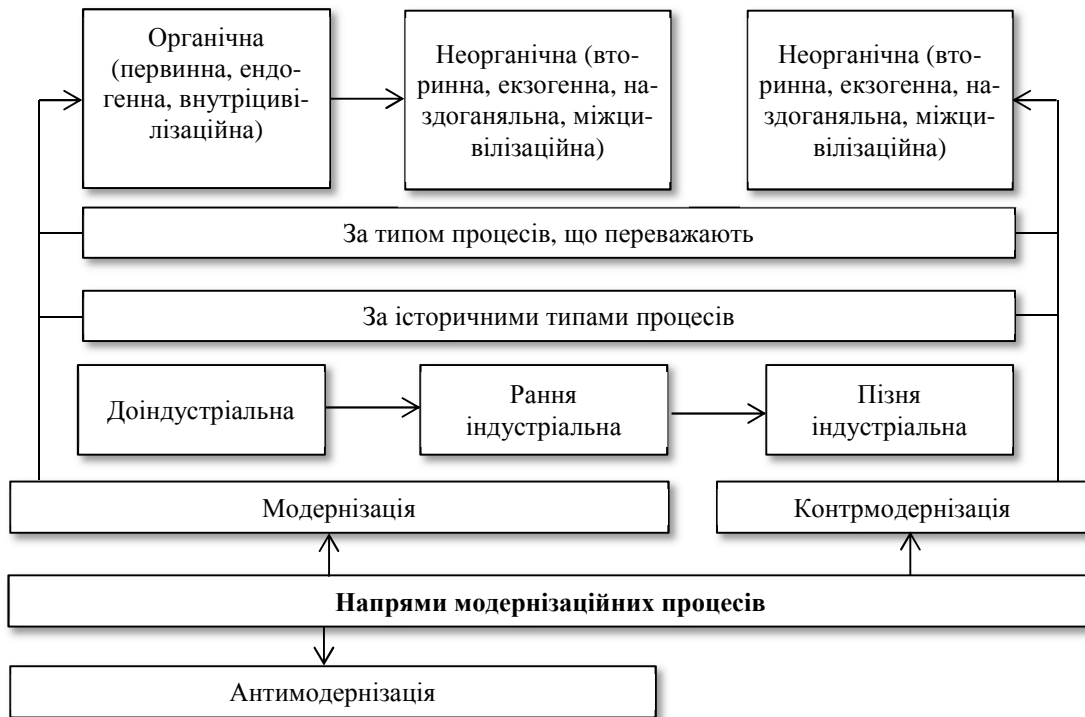 Органічна
(первинна, ендо-
генна, внутріциві-
лізаційна)
Неорганічна (вто-
ринна, екзогенна, на-
здоганяльна, міжци-
вілізаційна)
Неорганічна (вто-
ринна, екзогенна, на-
здоганяльна, міжци-
вілізаційна)
За типом процесів, що переважають
За історичними типами процесів
Доіндустріальна
Рання
індустріальна
Пізня
індустріальна
Модернізація
Контрмодернізація
Напрями модернізаційних процесів
Антимодернізація